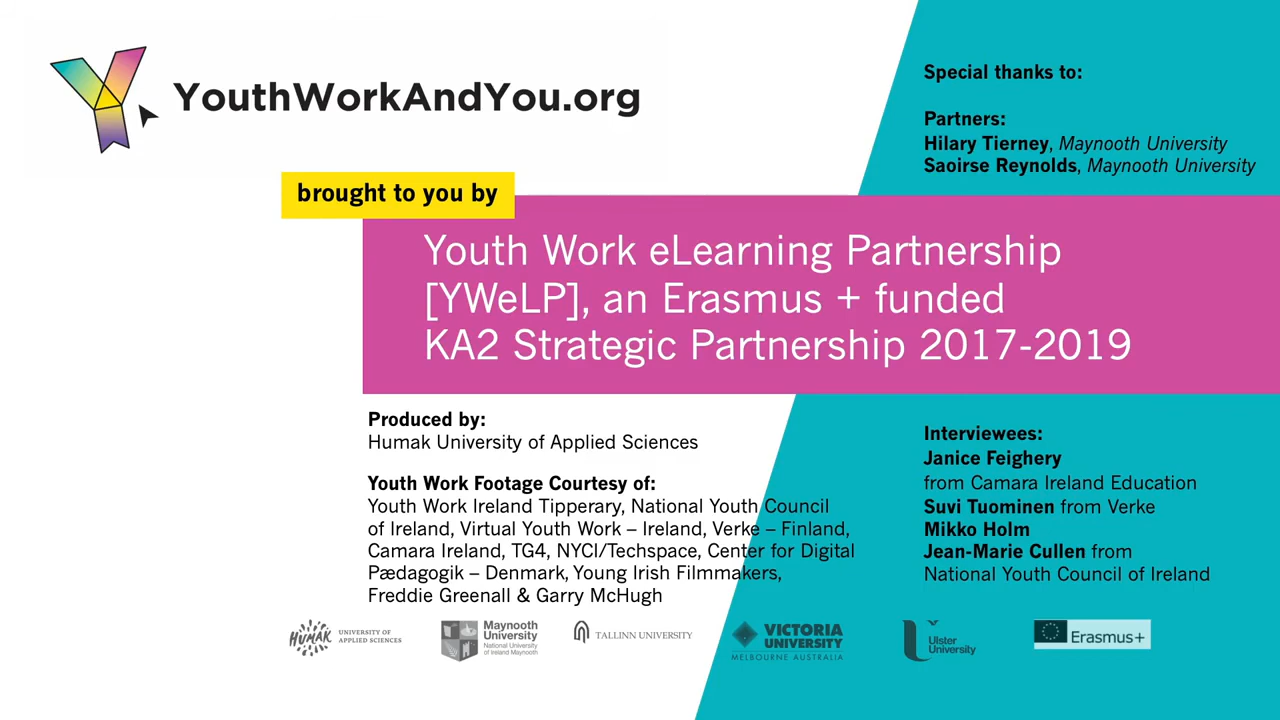 YouthWorkAndYou.org
brought to you by
Youth Work eLearning Partnership
[YWeLP], an Erasmus + funded
KA2 Strategic Partnership 2017-2019
Special thanks to:
Partners:
Hilary Tierney, Maynooth University
Saoirse Reynolds, Maynooth University
Produced by:
Humak University of Applied Sciences
Youth Work Footage Courtesy of:
Youth Work Ireland Tipperary, National Youth Council
of Ireland, Virtual Youth Work – Ireland, Verke – Finland,
Camara Ireland, TG4, NYCI/Techspace, Center for Digital
Pædagogik – Denmark, Young Irish Filmmakers,
Freddie Greenall & Garry McHugh
Interviewees:
Janice Feighery
from Camara Ireland Education
Suvi Tuominen from Verke
Mikko Holm
Jean-Marie Cullen from
National Youth Council of Ireland
HUMAK
UNIVERSITY OF
APPLIED SCIENCES
Maynooth
University
National University
of Ireland Maynooth
TALLINN UNIVERSITY
VICTORIA
UNIVERSITY
MELBOURNE AUSTRALIA
Ulster
University
Erasmus+